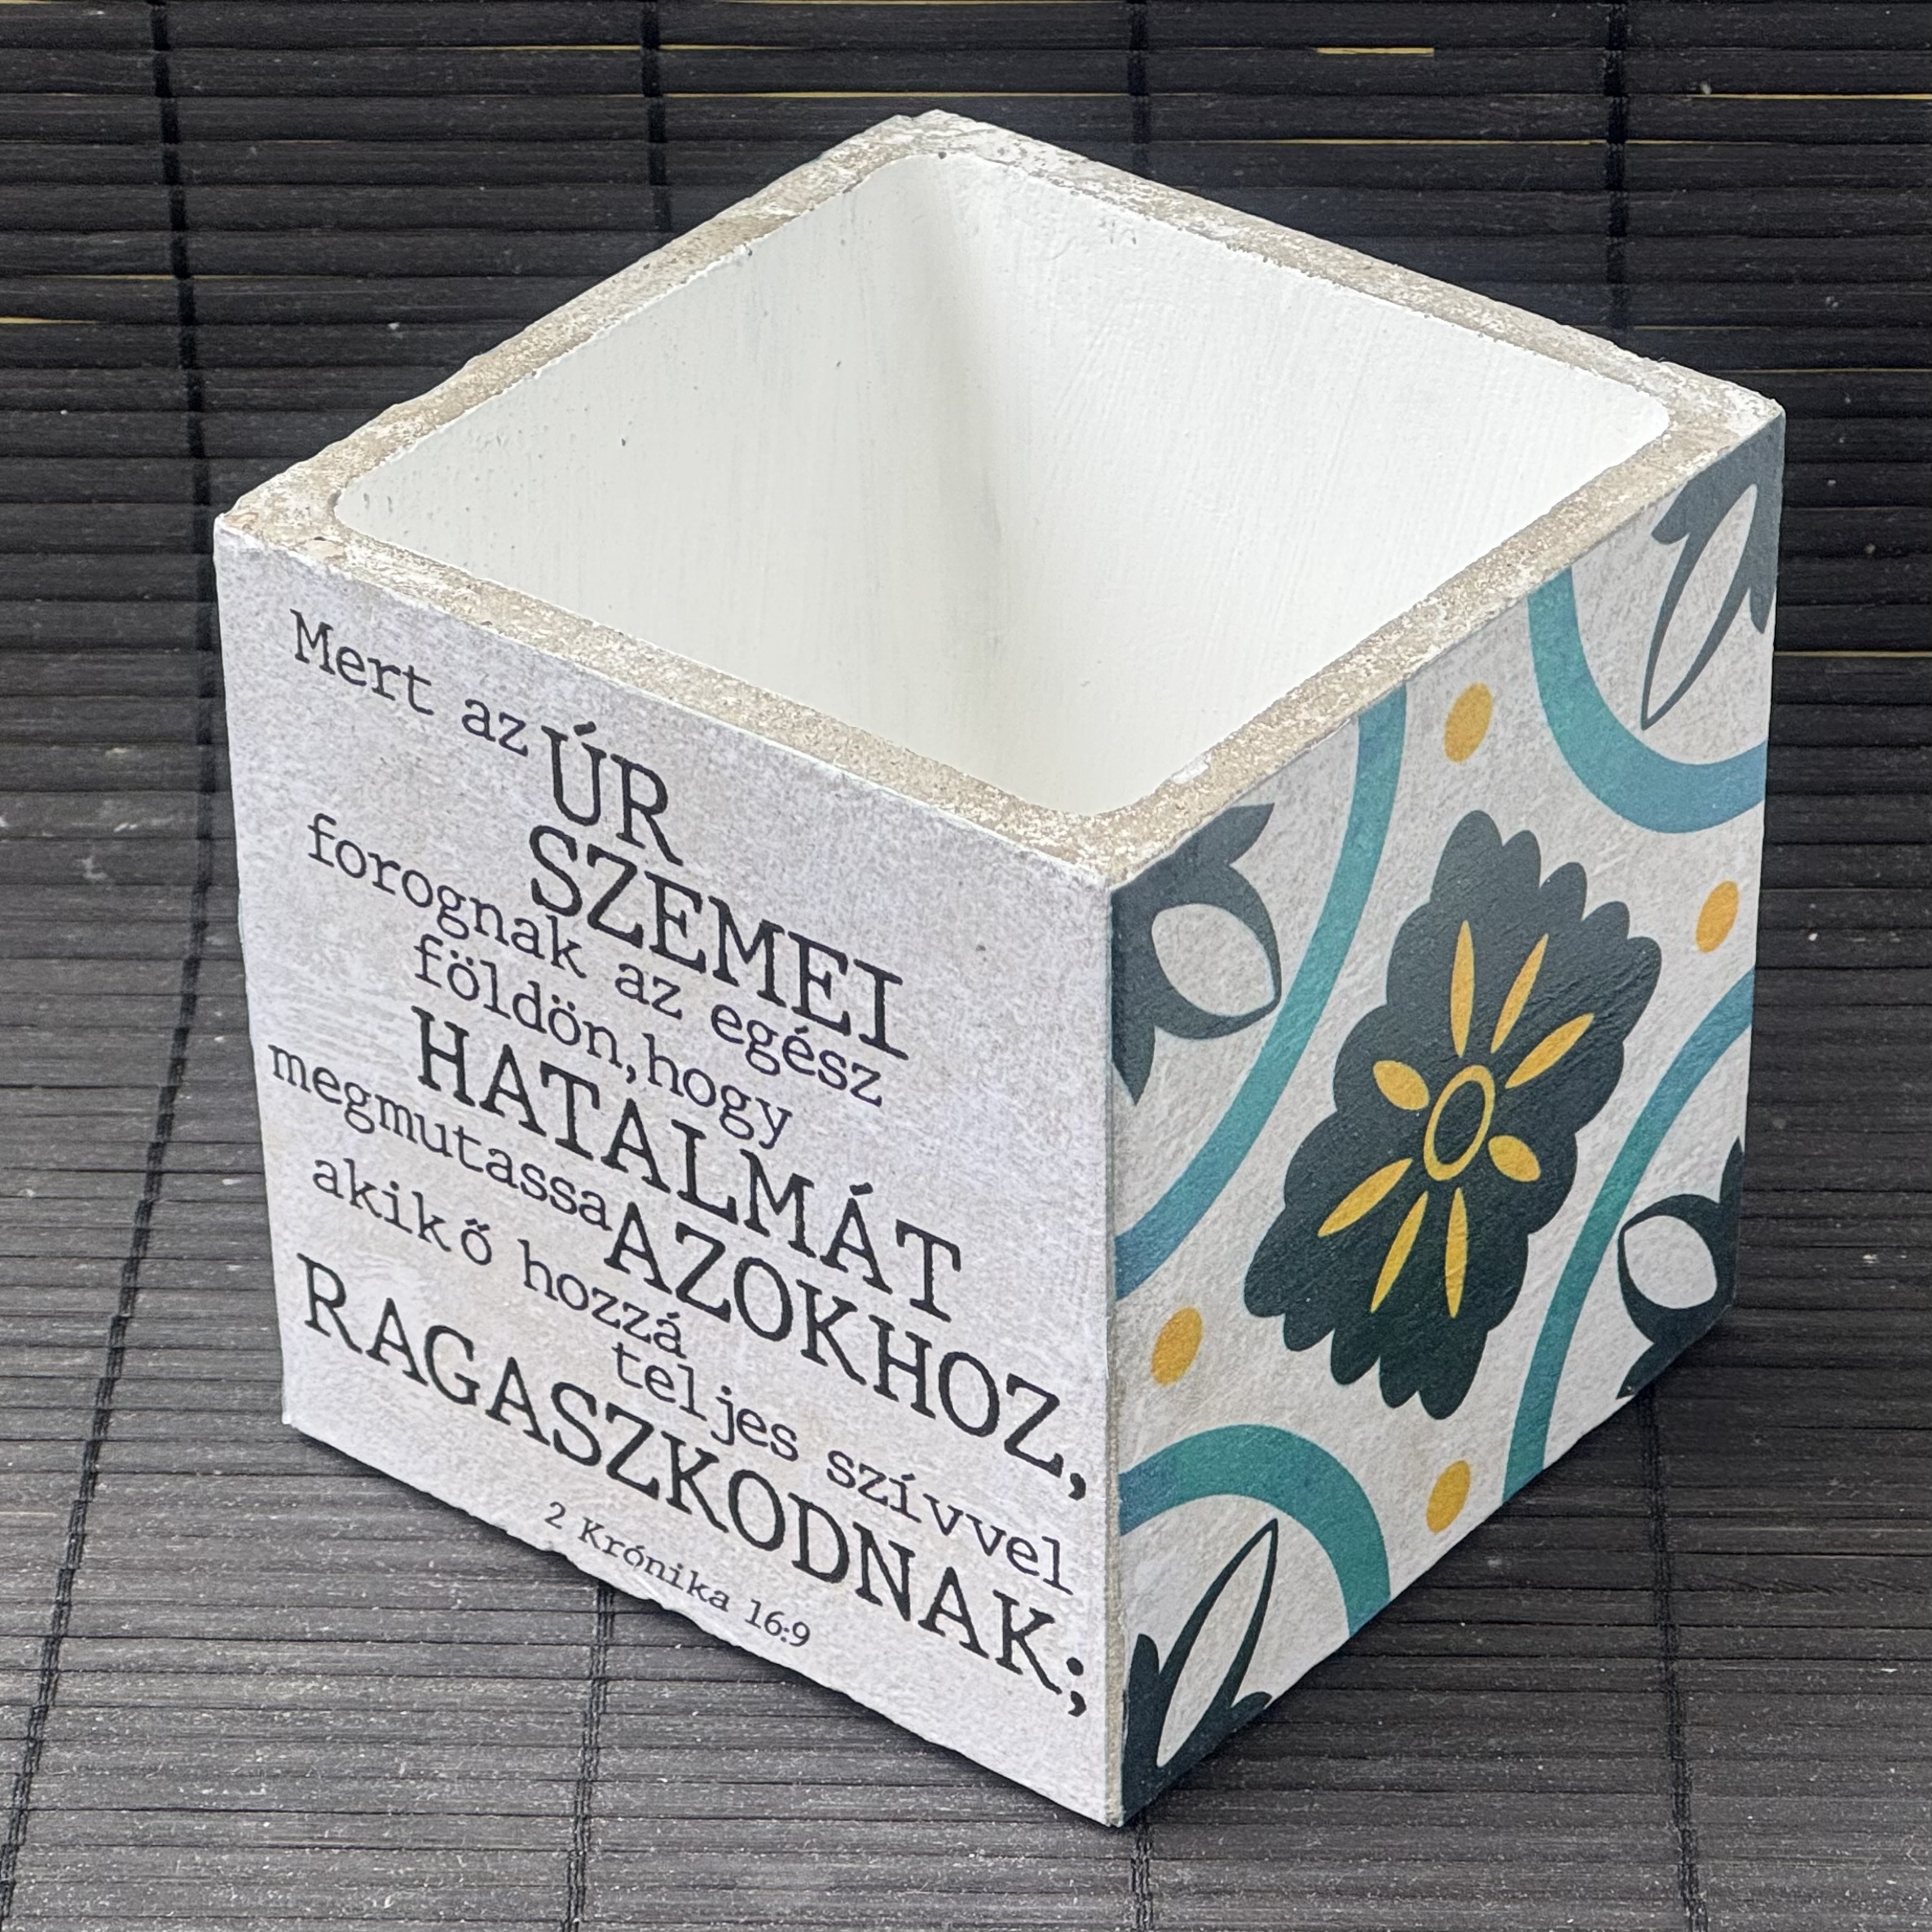 Mert az ÚR
SZEMEI
forognak az egész
földön,hogy
HATALMÁT
megmutassa AZOKHOZ,
akik ő hozzá
teljes szívvel
RAGASZKODNAK;
2 Krónika 16:9